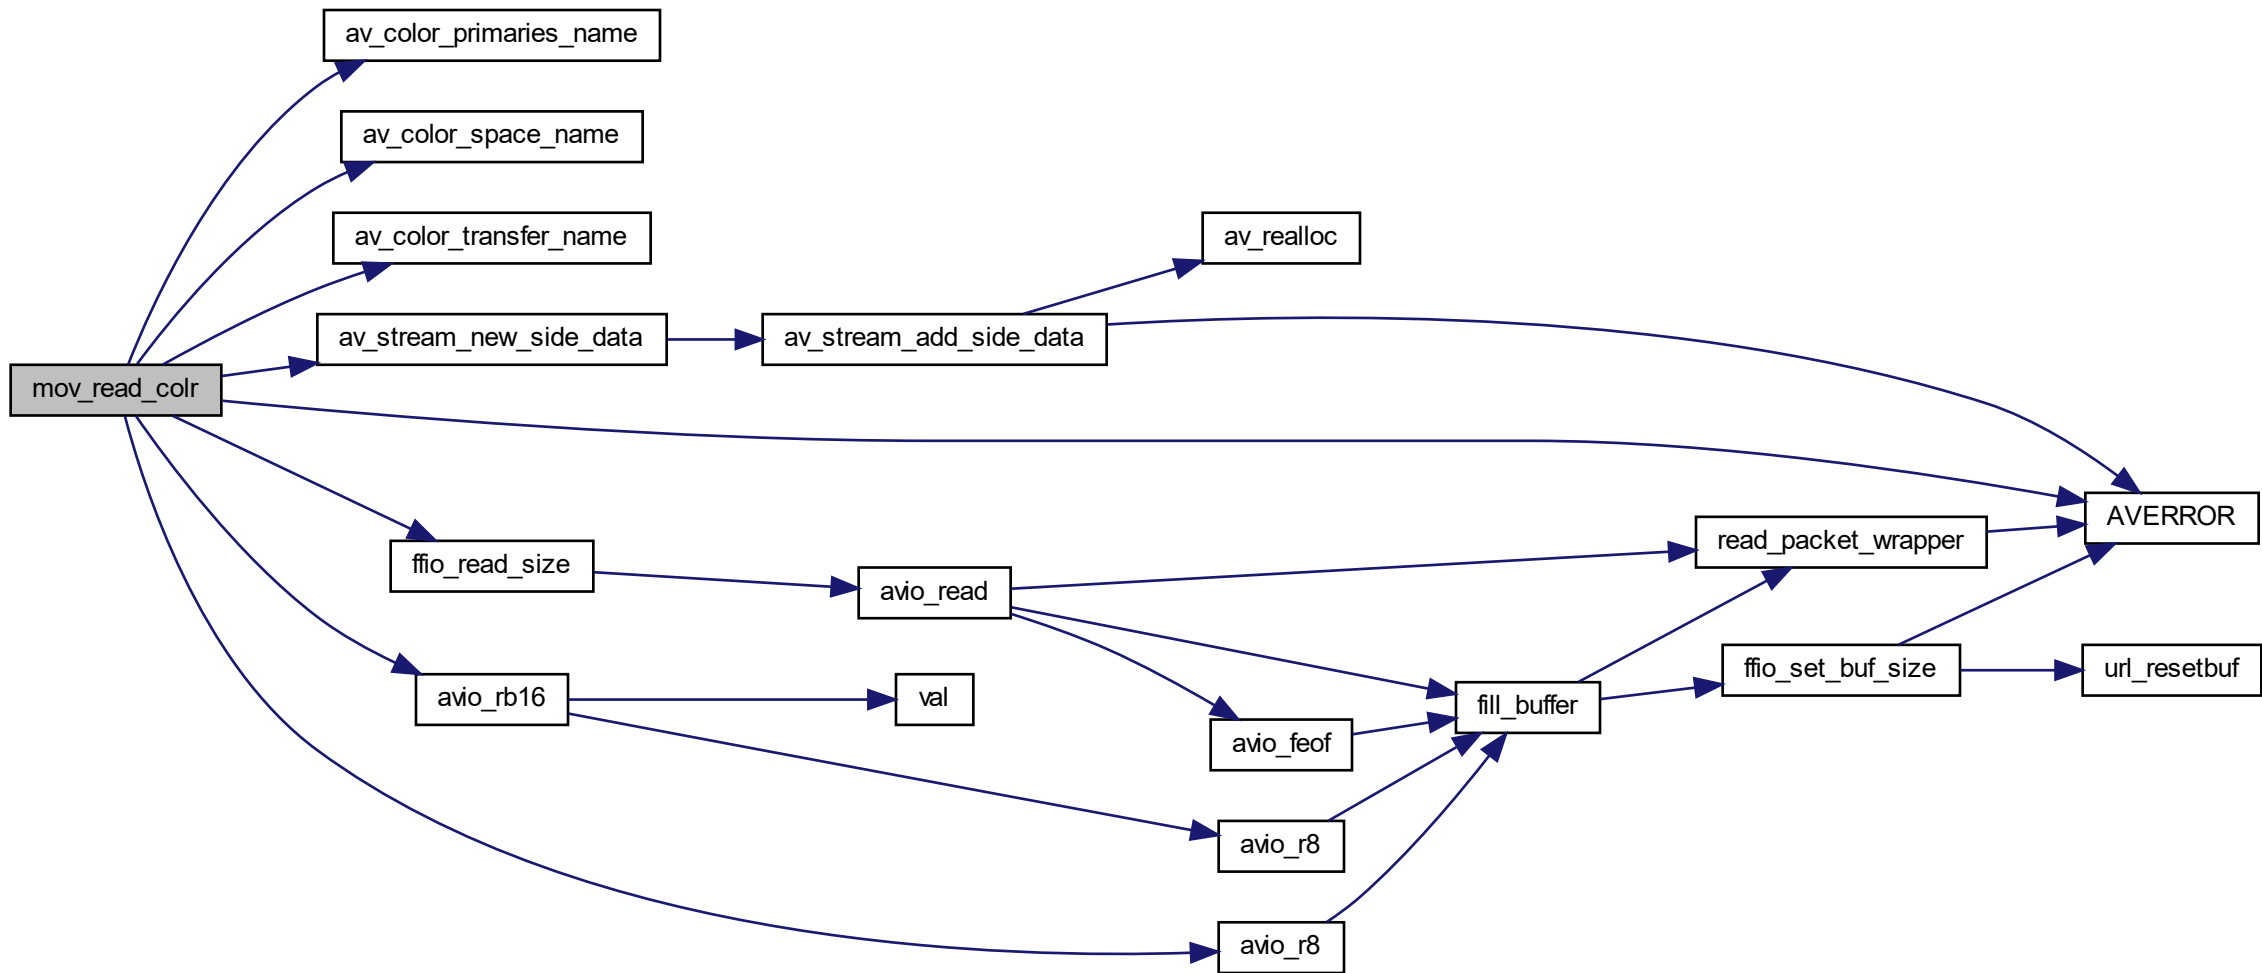 av_color_primaries_name
av_color_space_name
av_color_transfer_name
av_realloc
av_stream_new_side_data
av_stream_add_side_data
mov_read_colr
AVERROR
read_packet_wrapper
ffio_read_size
avio_read
ffio_set_buf_size
url_resetbuf
avio_rb16
val
fill_buffer
avio_feof
avio_r8
avio_r8